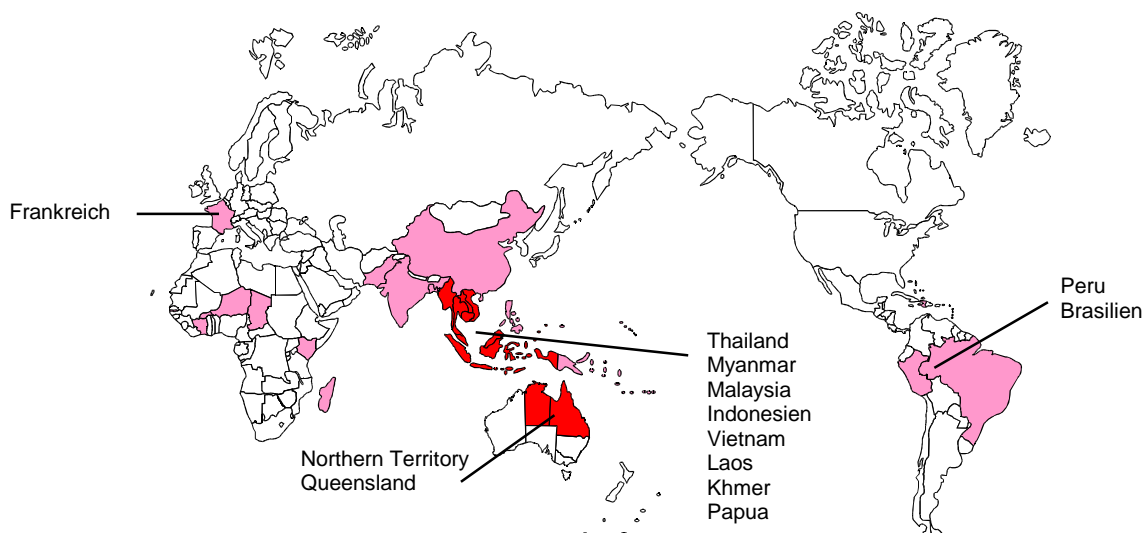 Frankreich
Peru
Brasilien
Thailand
Myanmar
Malaysia
Indonesien
Vietnam
Laos
Khmer
Papua
Northern Territory
Queensland